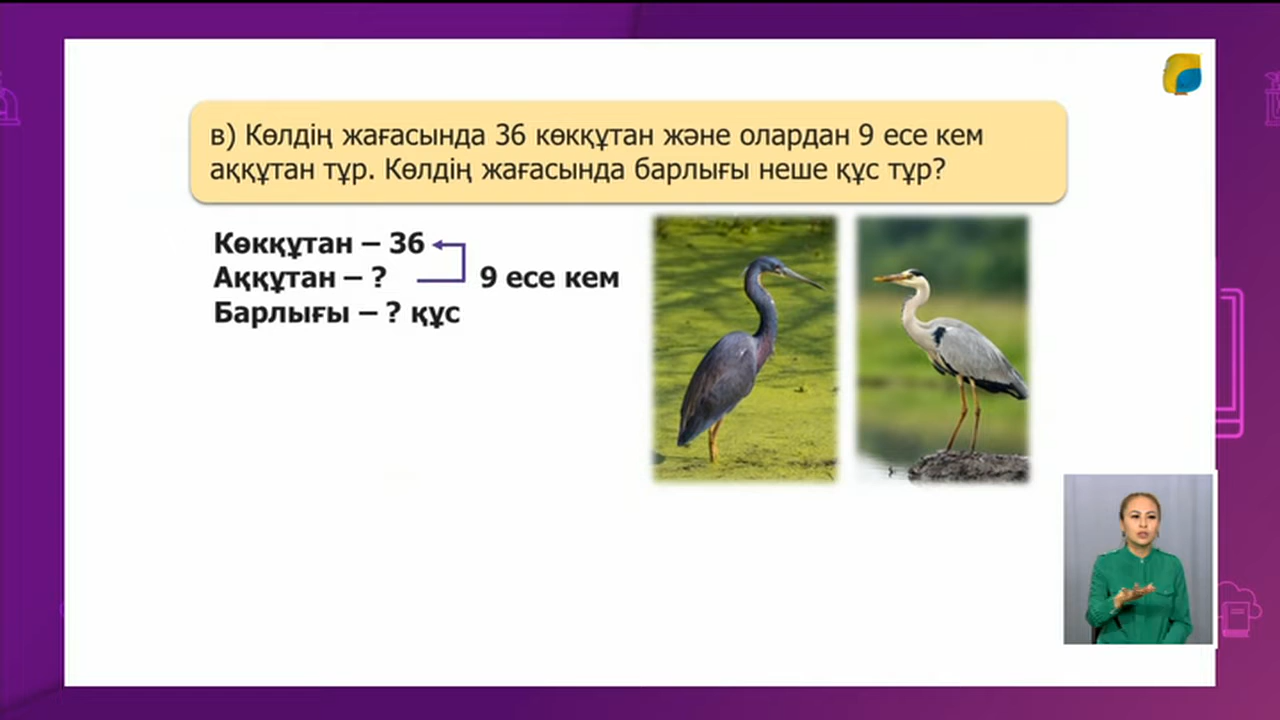 в) Көлдің жағасында 36 көкқұтан және олардан 9 есе кем
аққұтан тұр. Көлдің жағасында барлығы неше құс тұр?
Көкқұтан – 36
Аққұтан – ?
9 есе кем
Барлығы – ? құс